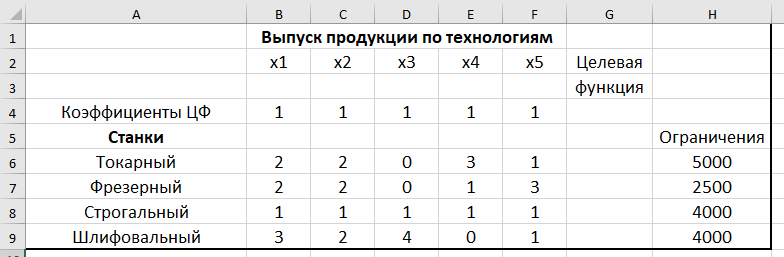 A B C D E F G H
1 Выпуск продукции по технологиям
2 x1 x2 x3 x4 x5 Целевая
3 функция
4 Коэффициенты ЦФ 1 1 1 1 1
5 Станки Ограничения
6 Токарный 2 2 0 3 1 5000
7 Фрезерный 2 2 0 1 3 2500
8 Строгальный 1 1 1 1 1 4000
9 Шлифовальный 3 2 4 0 1 4000